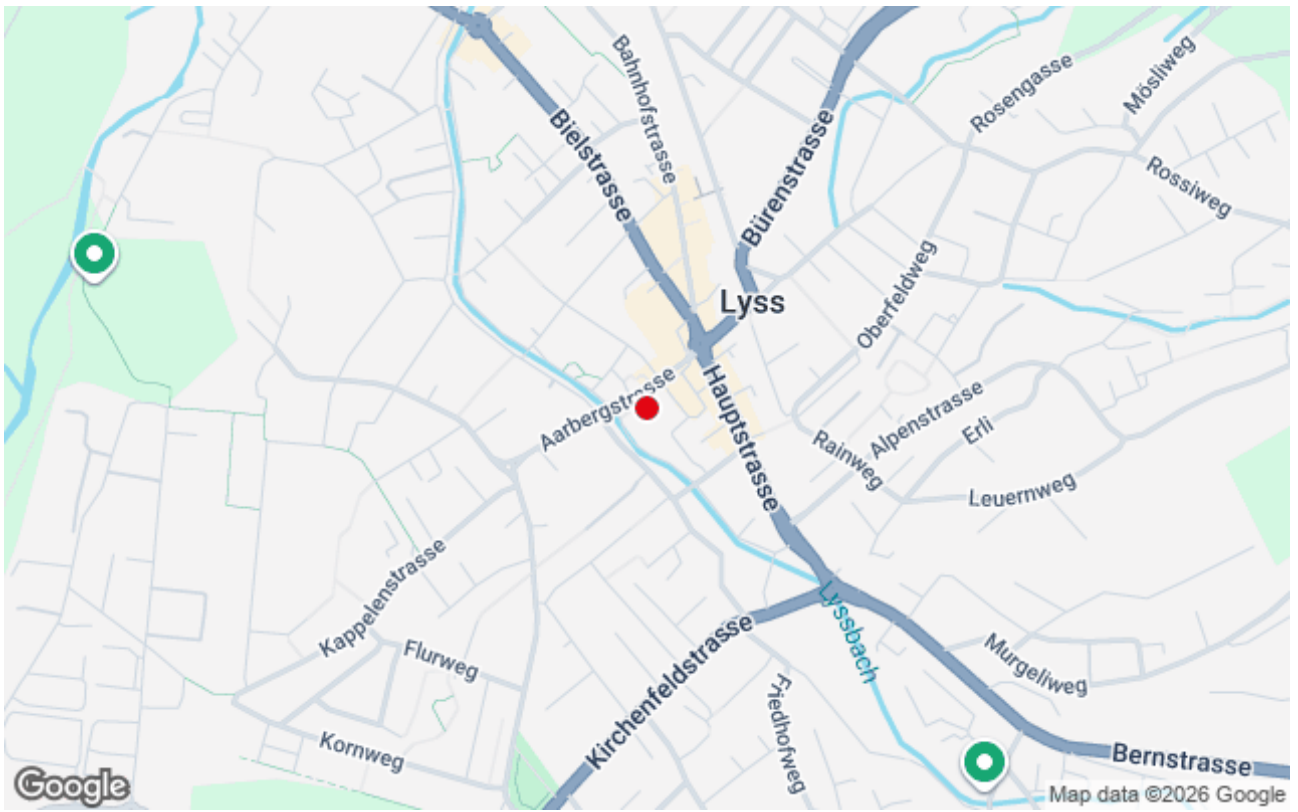 Bahnhofstrasse
Bielstrasse
Bürenstrasse
Rosengasse
Mösliweg
Rossiweg
Oberfeldweg
Lyss
Aarbergstrasse
Hauptstrasse
Rainweg
Alpenstrasse
Erli
Leuernweg
Kappelenstrasse
Flurweg
Kornweg
Kirchenfeldstrasse
Lyssbach
Friedhofweg
Murgeliweg
Bernstrasse
Google
Map data ©2026 Google